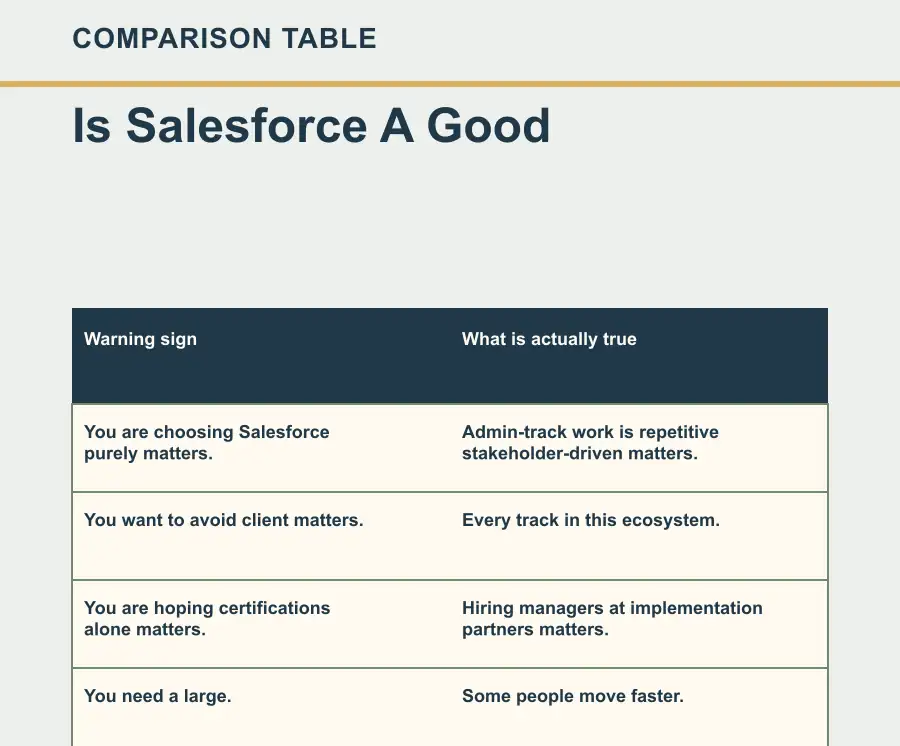 COMPARISON TABLE
Is Salesforce A Good
Warning sign
What is actually true
You are choosing Salesforce
purely matters.
Admin-track work is repetitive
stakeholder-driven matters.
You want to avoid client matters.
Every track in this ecosystem.
You are hoping certifications
alone matters.
Hiring managers at implementation
partners matters.
You need a large.
Some people move faster.